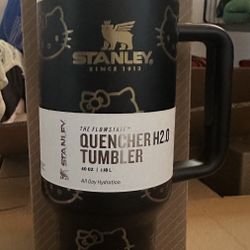 STANLEY
SINCE 1913
THE FLOWSTATE™
QUENCHER H2.0
TUMBLER
40 OZ | 1.18 L
All Day Hydration
STANLEY